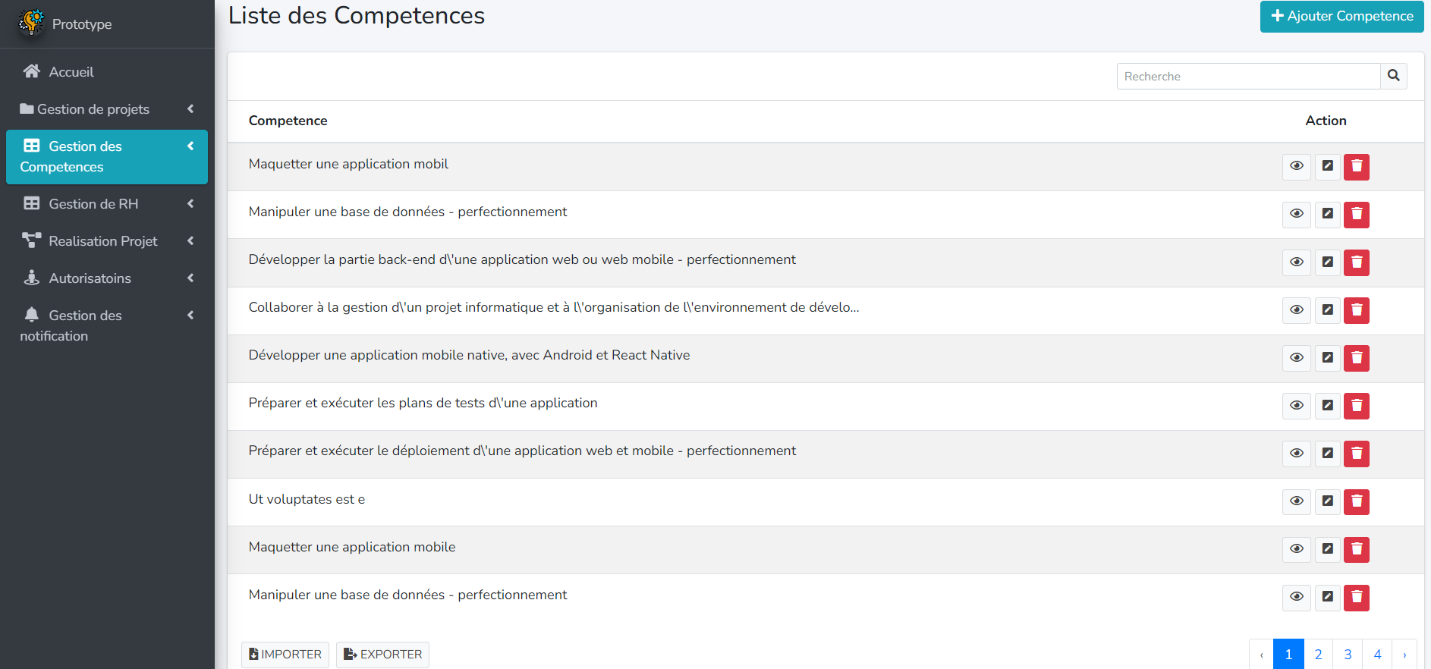 Prototype
Accueil
Gestion de projets
Gestion des
Competences
Gestion de RH
Realisation Projet
Autorisatoins
Gestion des
notification
Liste des Competences
Ajouter Competence
Recherche
Competence Action
Maquetter une application mobil
Manipuler une base de données - perfectionnement
Développer la partie back-end d\'une application web ou web mobile - perfectionnement
Collaborer à la gestion d\'un projet informatique et à l\'organisation de l\'environnement de dévelo...
Développer une application mobile native, avec Android et React Native
Préparer et exécuter les plans de tests d\'une application
Préparer et exécuter le déploiement d\'une application web et mobile - perfectionnement
Ut voluptates est e
Maquetter une application mobile
Manipuler une base de données - perfectionnement
IMPORTER EXPORTER ‹ 1 2 3 4 ›